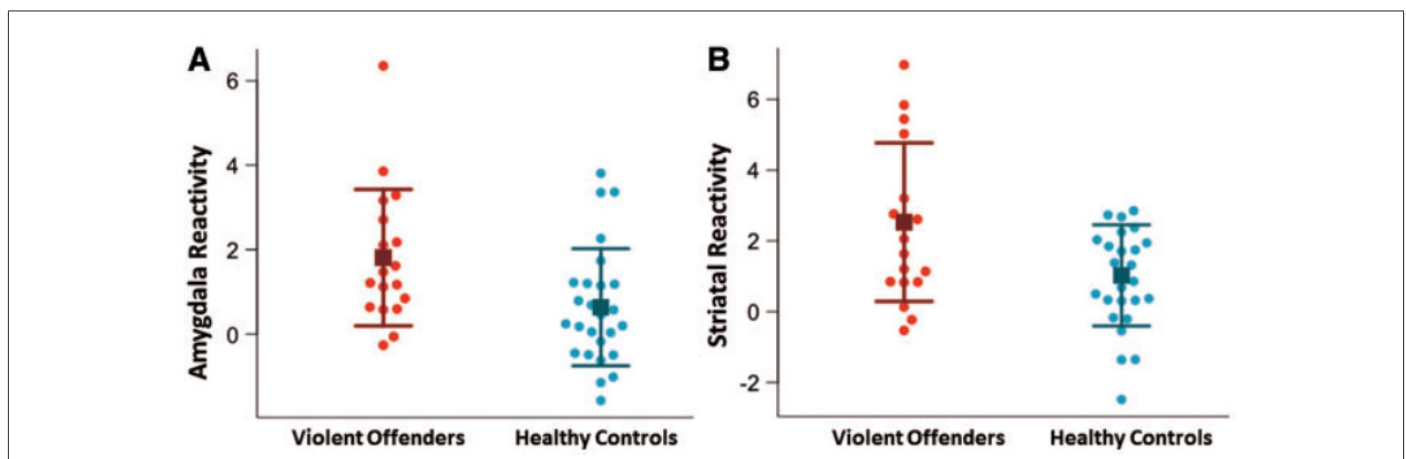 A
Amygdala Reactivity
6
4
2
0
Violent Offenders
Healthy Controls
B
Striatal Reactivity
6
4
2
0
-2
Violent Offenders
Healthy Controls